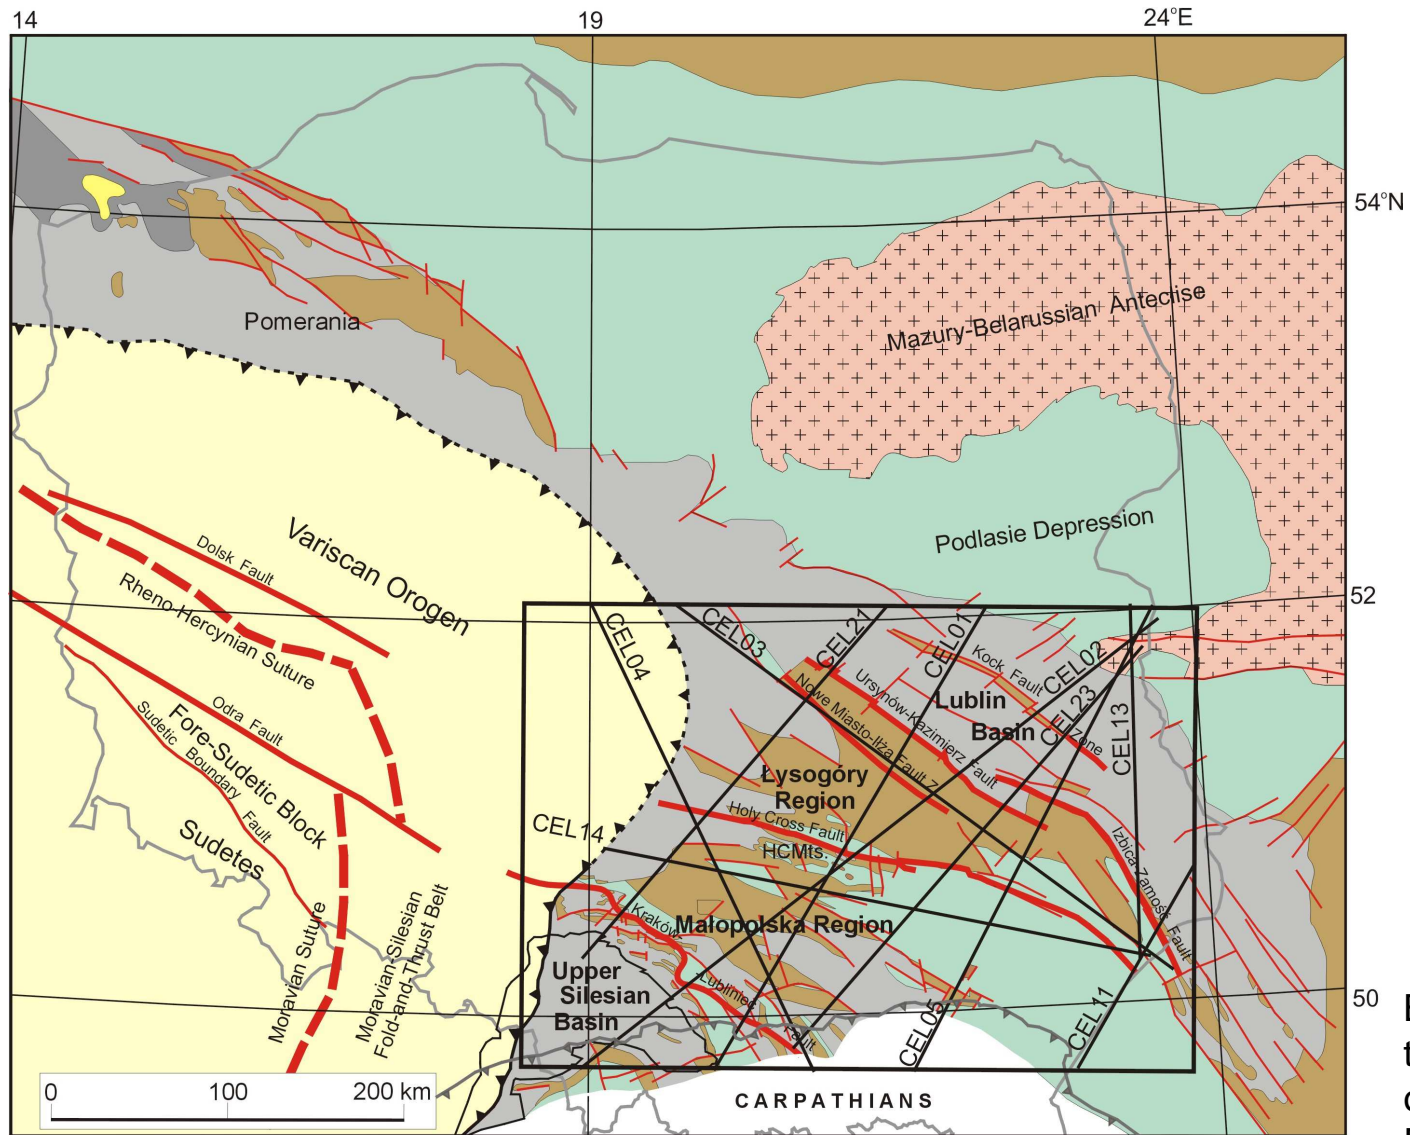 14
19
24°E
54°N
Mazury-Belarussian Anteclise
Pomerania
Podlasie Depression
Variscan Orogen
Dolsk Fault
Rheno-Hercynian Suture
52
CEL04
CEL03
CEL21
CEL01
CEL02
Kock Fault
Zone
Lublin
Basin
CEL23
CEL13
Ursynów-Kazimierz Fault
Nowe Miasto-Iłża Fault Z.
Odra Fault
Fore-Sudetic Block
Sudetic Boundary Fault
Sudetes
Łysogóry
Region
Holy Cross Fault
HCMts.
CEL14
Izbica Zamość Fault
Małopolska Region
Kraków-
Lubliniec
Fault
Upper
Silesian
Basin
Moravian Suture
Moravian-Silesian
Fold-and-Thrust Belt
50
CEL05
CEL11
CARPATHIANS
0
100
200 km